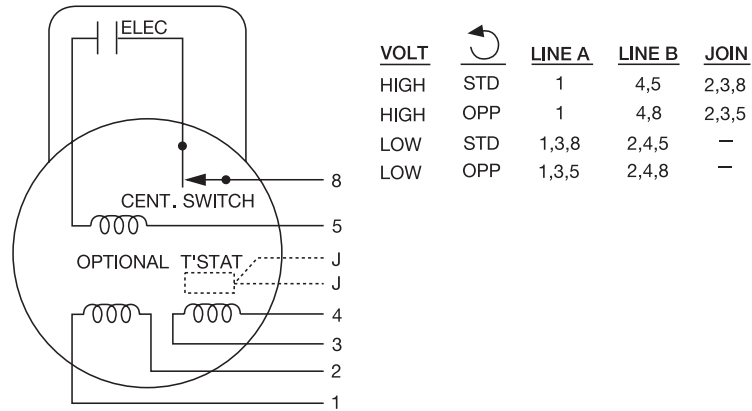 ELEC
CENT. SWITCH
8
5
OPTIONAL T'STAT
J
J
4
3
2
1
VOLT LINE A LINE B JOIN
HIGH STD 1 4,5 2,3,8
HIGH OPP 1 4,8 2,3,5
LOW STD 1,3,8 2,4,5 –
LOW OPP 1,3,5 2,4,8 –